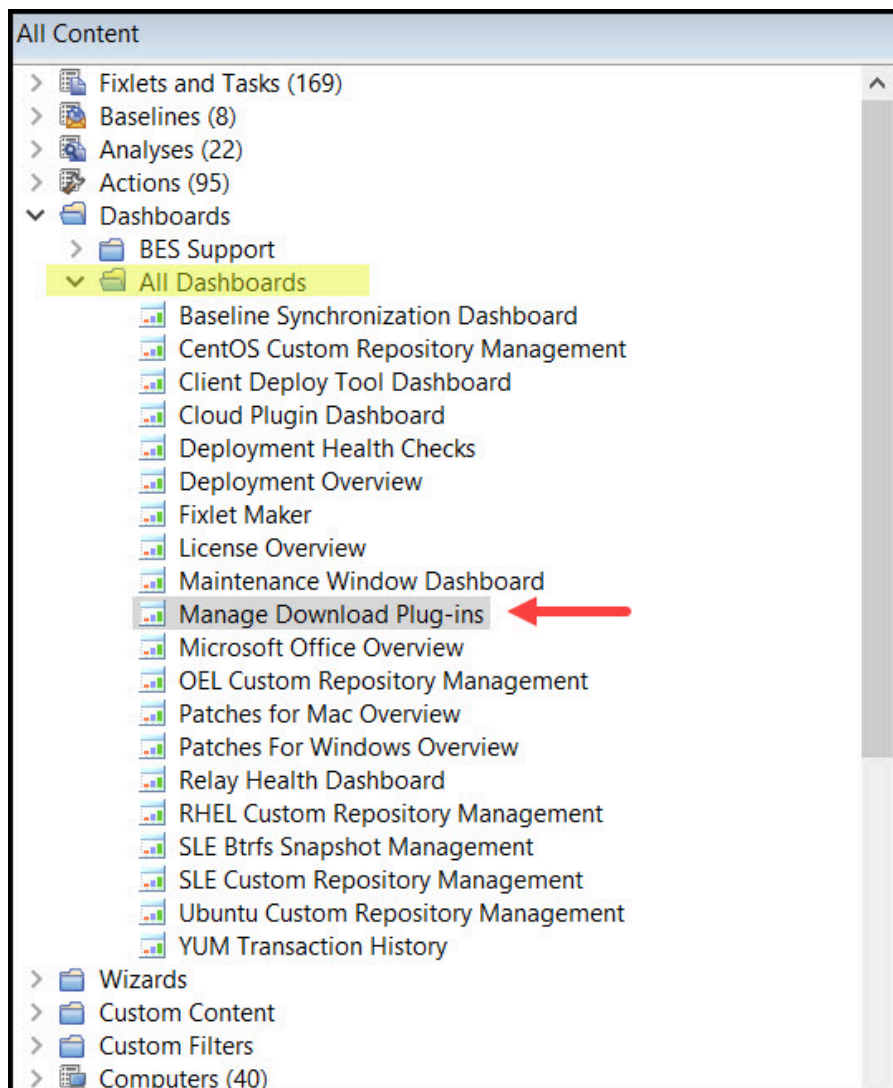 All Content
Fixlets and Tasks (169)
Baselines (8)
Analyses (22)
Actions (95)
Dashboards
BES Support
All Dashboards
Baseline Synchronization Dashboard
CentOS Custom Repository Management
Client Deploy Tool Dashboard
Cloud Plugin Dashboard
Deployment Health Checks
Deployment Overview
Fixlet Maker
License Overview
Maintenance Window Dashboard
Manage Download Plug-ins
Microsoft Office Overview
OEL Custom Repository Management
Patches for Mac Overview
Patches For Windows Overview
Relay Health Dashboard
RHEL Custom Repository Management
SLE Btrfs Snapshot Management
SLE Custom Repository Management
Ubuntu Custom Repository Management
YUM Transaction History
Wizards
Custom Content
Custom Filters
Computers (40)